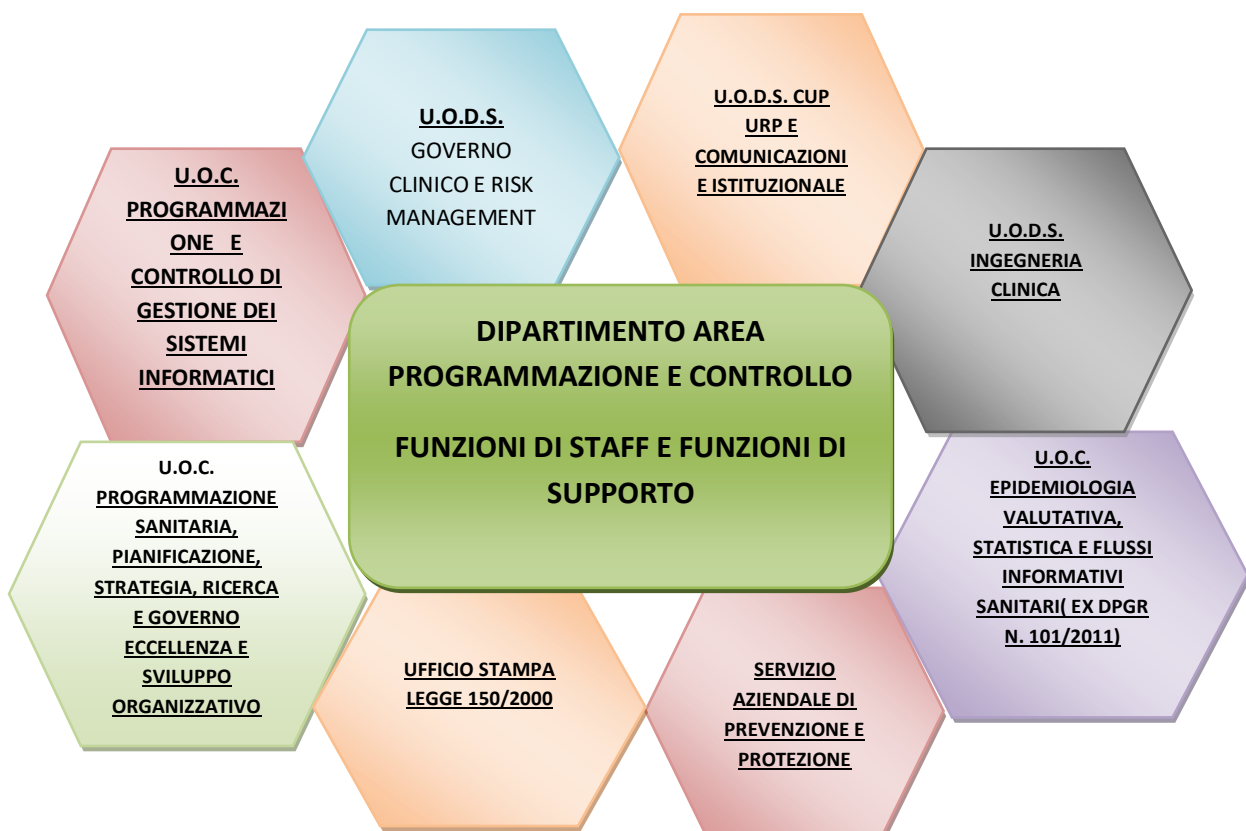 U.O.D.S.
GOVERNO
CLINICO E RISK
MANAGEMENT
U.O.D.S. CUP
URP E
COMUNICAZIONI
E ISTITUZIONALE
U.O.C.
PROGRAMMAZI
ONE E
CONTROLLO DI
GESTIONE DEI
SISTEMI
INFORMATICI
U.O.D.S.
INGEGNERIA
CLINICA
DIPARTIMENTO AREA
PROGRAMMAZIONE E CONTROLLO
FUNZIONI DI STAFF E FUNZIONI DI
SUPPORTO
U.O.C.
PROGRAMMAZIONE
SANITARIA,
PIANIFICAZIONE,
STRATEGIA, RICERCA
E GOVERNO
ECCELLENZA E
SVILUPPO
ORGANIZZATIVO
U.O.C.
EPIDEMIOLOGIA
VALUTATIVA,
STATISTICA E FLUSSI
INFORMATIVI
SANITARI( EX DPGR
N. 101/2011)
UFFICIO STAMPA
LEGGE 150/2000
SERVIZIO
AZIENDALE DI
PREVENZIONE E
PROTEZIONE